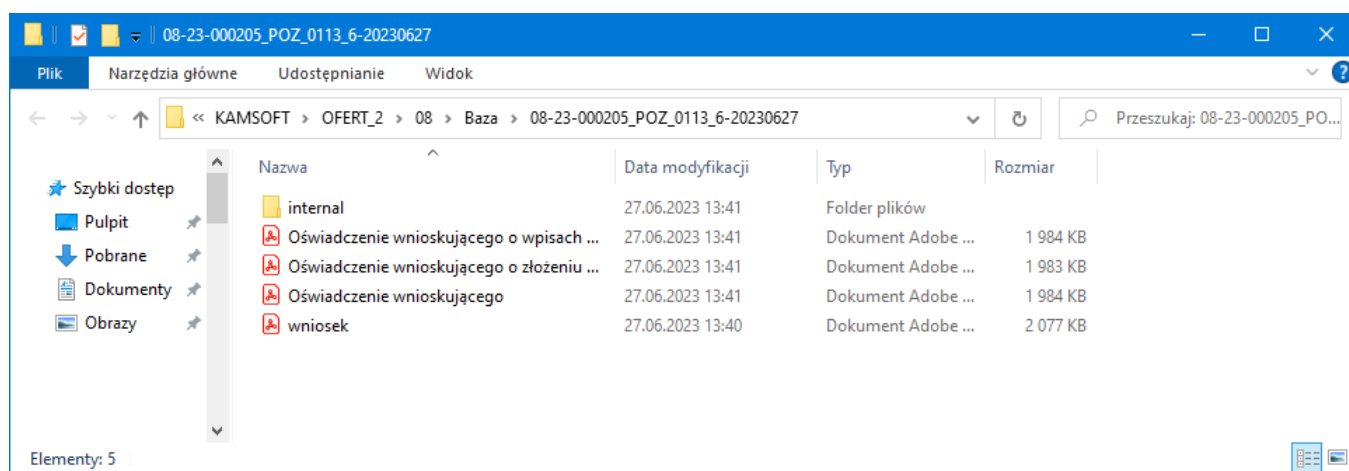 08-23-000205_POZ_0113_6-20230627
Plik Narzędzia główne Udostępnianie Widok
« KAMSOFT › OFERT_2 › 08 › Baza › 08-23-000205_POZ_0113_6-20230627 Przeszukaj: 08-23-000205_PO...
Nazwa Data modyfikacji Typ Rozmiar
Szybki dostęp
Pulpit
Pobrane
Dokumenty
Obrazy
internal 27.06.2023 13:41 Folder plików
Oświadczenie wnioskującego o wpisach ... 27.06.2023 13:41 Dokument Adobe ... 1 984 KB
Oświadczenie wnioskującego o złożeniu ... 27.06.2023 13:41 Dokument Adobe ... 1 983 KB
Oświadczenie wnioskującego 27.06.2023 13:41 Dokument Adobe ... 1 984 KB
wniosek 27.06.2023 13:40 Dokument Adobe ... 2 077 KB
Elementy: 5